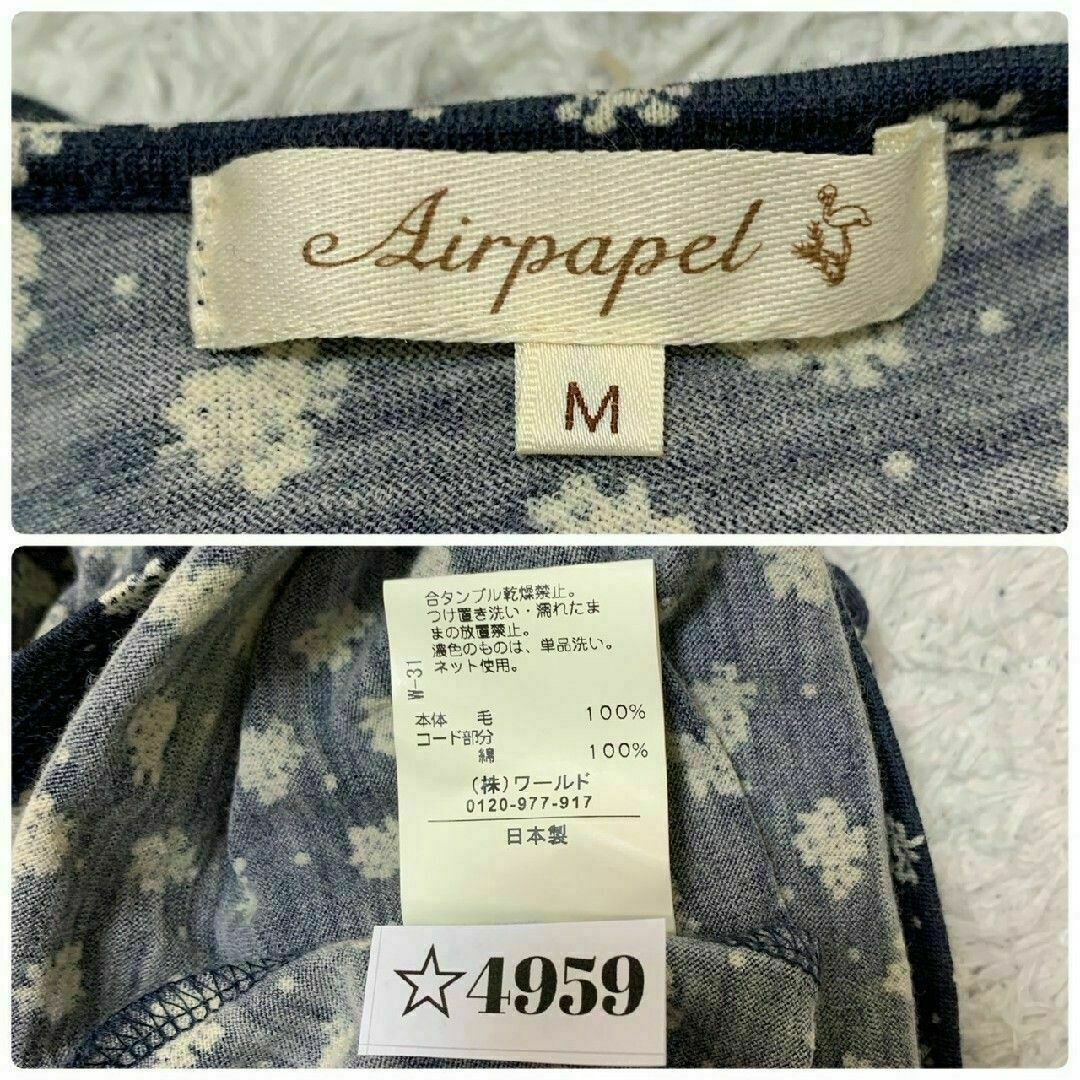 Airpapel
M
合タンブル乾燥禁止。
つけ置き洗い・濡れたま
まの放置禁止。
濃色のものは、単品洗い。
ネット使用。
W-31
本体 毛 100%
コード部分
綿 100%
(株)ワールド
0120-977-917
日本製
☆4959